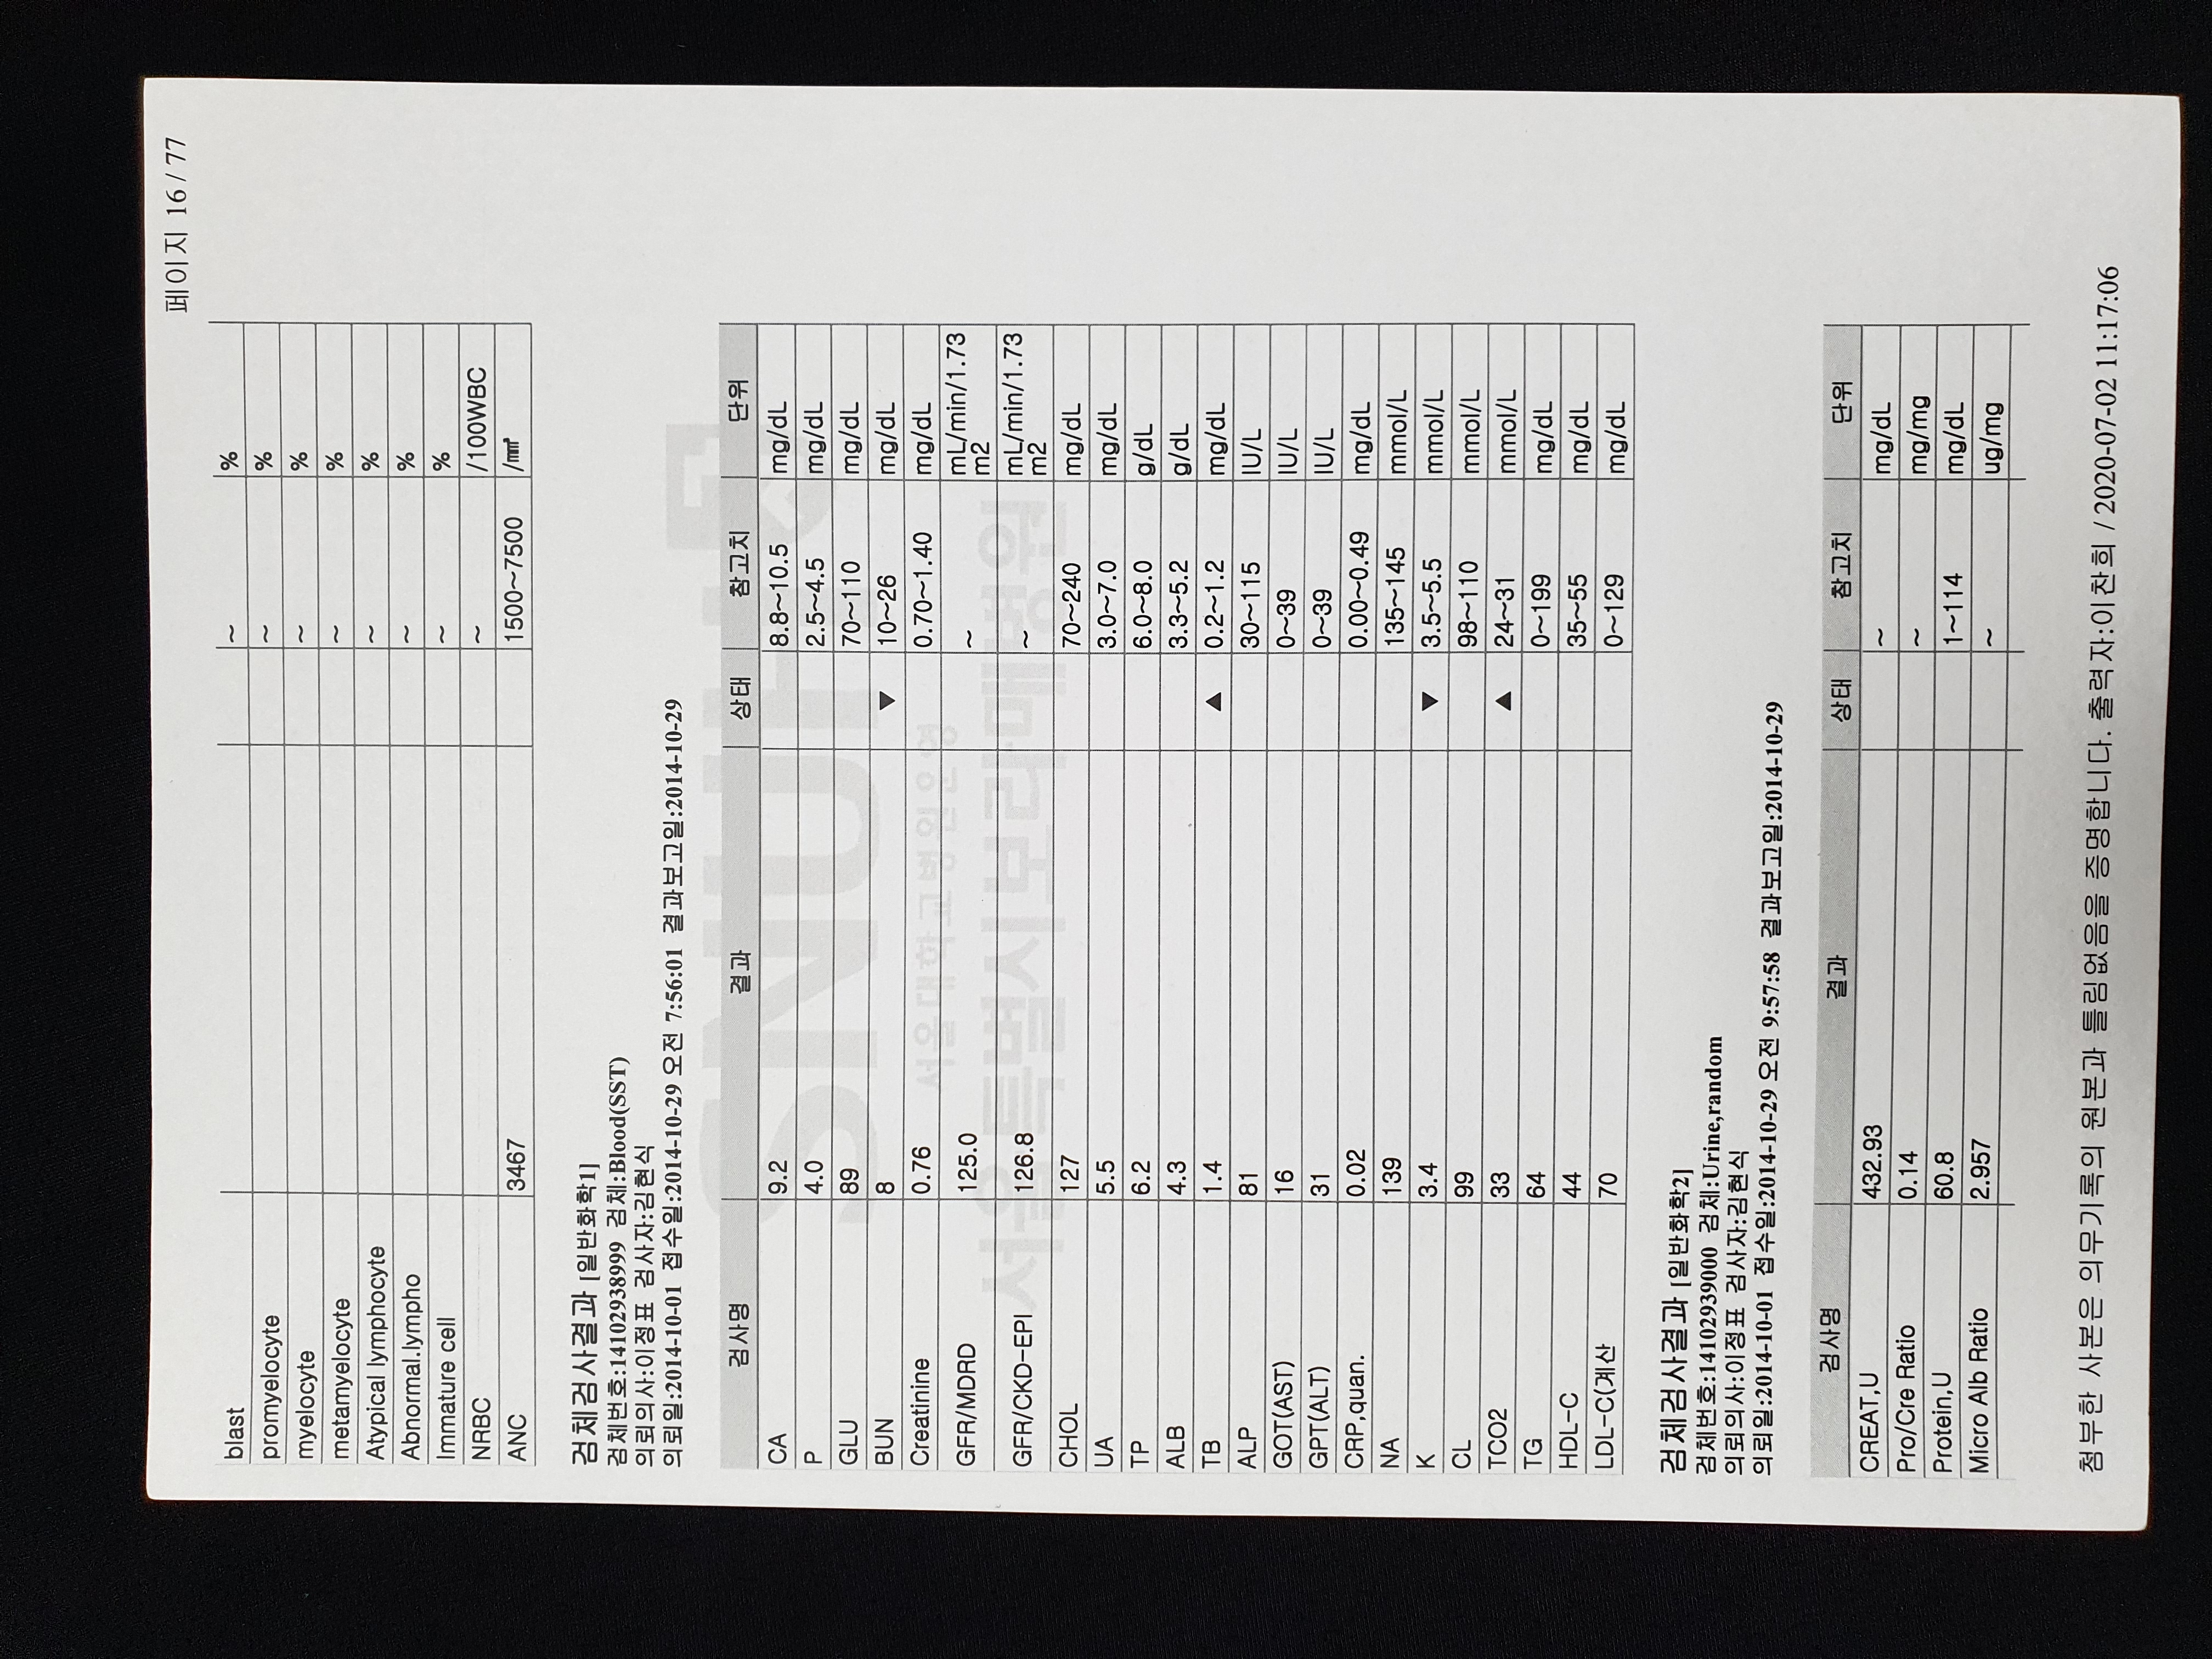 페이지 16 / 77
blast ~ %
promyelocyte ~ %
myelocyte ~ %
metamyelocyte ~ %
Atypical lymphocyte ~ %
Abnormal.lympho ~ %
Immature cell ~ %
NRBC ~ /100WBC
ANC 3467 1500~7500 /㎣
검체검사결과 [일반화학1]
검체번호:14102938999 검체:Blood(SST)
의뢰의사:이정표 검사자:김현식
의뢰일:2014-10-01 접수일:2014-10-29 오전 7:56:01 결과보고일:2014-10-29
SNUH
서울대학교병원운영
서울특별시보라매병원
검사명 결과 상태 참고치 단위
CA 9.2 8.8~10.5 mg/dL
P 4.0 2.5~4.5 mg/dL
GLU 89 70~110 mg/dL
BUN 8 ▼ 10~26 mg/dL
Creatinine 0.76 0.70~1.40 mg/dL
GFR/MDRD 125.0 ~ mL/min/1.73
m2
GFR/CKD-EPI 126.8 ~ mL/min/1.73
m2
CHOL 127 70~240 mg/dL
UA 5.5 3.0~7.0 mg/dL
TP 6.2 6.0~8.0 g/dL
ALB 4.3 3.3~5.2 g/dL
TB 1.4 ▲ 0.2~1.2 mg/dL
ALP 81 30~115 IU/L
GOT(AST) 16 0~39 IU/L
GPT(ALT) 31 0~39 IU/L
CRP,quan. 0.02 0.00~0.49 mg/dL
NA 139 135~145 mmol/L
K 3.4 ▼ 3.5~5.5 mmol/L
CL 99 98~110 mmol/L
TCO2 33 ▲ 24~31 mmol/L
TG 64 0~199 mg/dL
HDL-C 44 35~55 mg/dL
LDL-C(계산 70 0~129 mg/dL
검체검사결과 [일반화학2]
검체번호:14102939000 검체:Urine,random
의뢰의사:이정표 검사자:김현식
의뢰일:2014-10-01 접수일:2014-10-29 오전 9:57:58 결과보고일:2014-10-29
검사명 결과 상태 참고치 단위
CREAT,U 432.93 ~ mg/dL
Pro/Cre Ratio 0.14 ~ mg/mg
Protein,U 60.8 1~114 mg/dL
Micro Alb Ratio 2.957 ~ ug/mg
첨부한 사본은 의무기록의 원본과 틀림없음을 증명합니다. 출력자:이찬희 / 2020-07-02 11:17:06